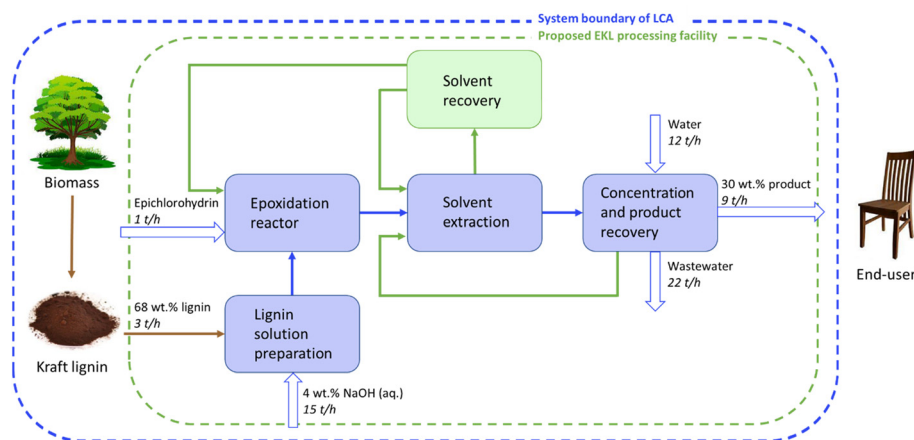 System boundary of LCA
Proposed EKL processing facility
Solvent
recovery
Water
12 t/h
Biomass
Epichlorohydrin
1 t/h
Epoxidation
reactor
Solvent
extraction
Concentration
and product
recovery
30 wt.% product
9 t/h
End-user
Wastewater
22 t/h
68 wt.% lignin
3 t/h
Lignin
solution
preparation
Kraft lignin
4 wt.% NaOH (aq.)
15 t/h